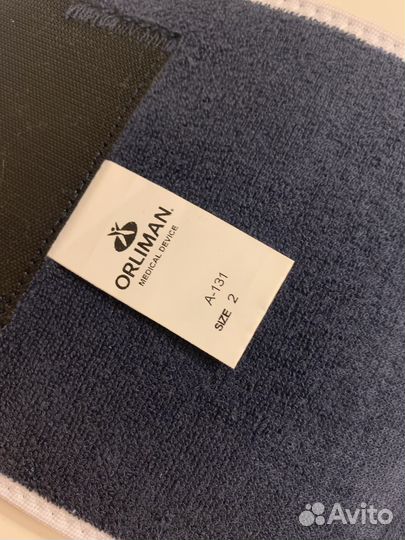 ORLIMAN®
MEDICAL DEVICE
A-131
SIZE 2
Avito